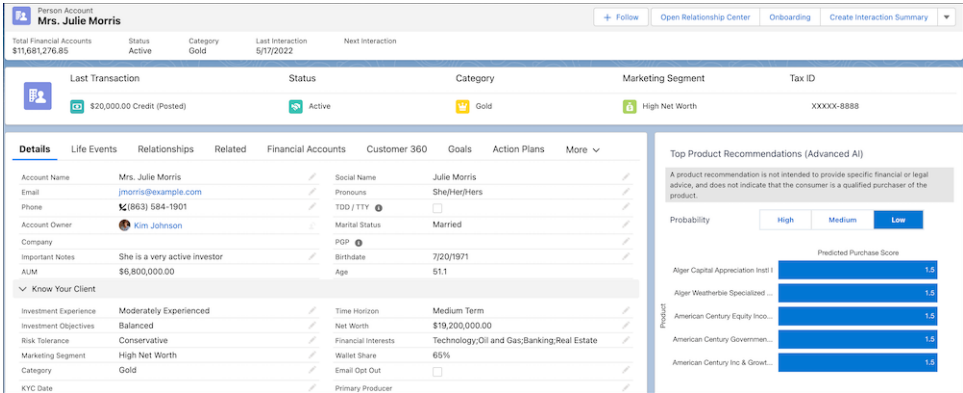 Person Account
Mrs. Julie Morris
+ Follow
Open Relationship Center
Onboarding
Create Interaction Summary
Total Financial Accounts
Status
Category
Last Interaction
Next Interaction
$11,681,276.85
Active
Gold
5/17/2022
Last Transaction
Status
Category
Marketing Segment
Tax ID
$20,000.00 Credit (Posted)
Active
Gold
High Net Worth
XXXXX-8888
Details
Life Events
Relationships
Related
Financial Accounts
Customer 360
Goals
Action Plans
More
Account Name
Mrs. Julie Morris
Social Name
Julie Morris
Email
jmorris@example.com
Pronouns
She/Her/Hers
Phone
(863) 584-1901
TDD / TTY
Account Owner
Kim Johnson
Marital Status
Married
Company
PGP
Important Notes
She is a very active investor
Birthdate
7/20/1971
AUM
$6,800,000.00
Age
51.1
Know Your Client
Investment Experience
Moderately Experienced
Time Horizon
Medium Term
Investment Objectives
Balanced
Net Worth
$19,200,000.00
Risk Tolerance
Conservative
Financial Interests
Technology;Oil and Gas;Banking;Real Estate
Marketing Segment
High Net Worth
Wallet Share
65%
Category
Gold
Email Opt Out
KYC Date
Primary Producer
Top Product Recommendations (Advanced AI)
A product recommendation is not intended to provide specific financial or legal
advice, and does not indicate that the consumer is a qualified purchaser of the
product.
Probability
High
Medium
Low
Predicted Purchase Score
Product
Alger Capital Appreciation Instl I
1.5
Alger Weatherbie Specialized ...
1.5
American Century Equity Inco...
1.5
American Century Governmen...
1.5
American Century Inc & Growt...
1.5